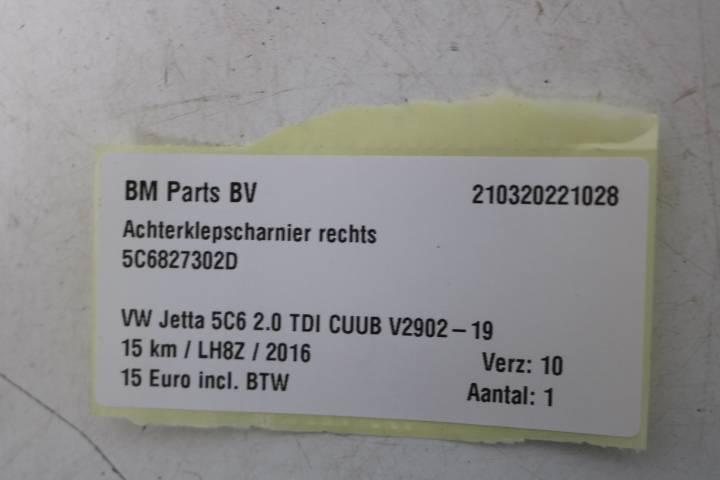 BM Parts BV 210320221028
Achterklepscharnier rechts
5C6827302D
VW Jetta 5C6 2.0 TDI CUUB V2902-19
15 km / LH8Z / 2016 Verz: 10
15 Euro incl. BTW Aantal: 1